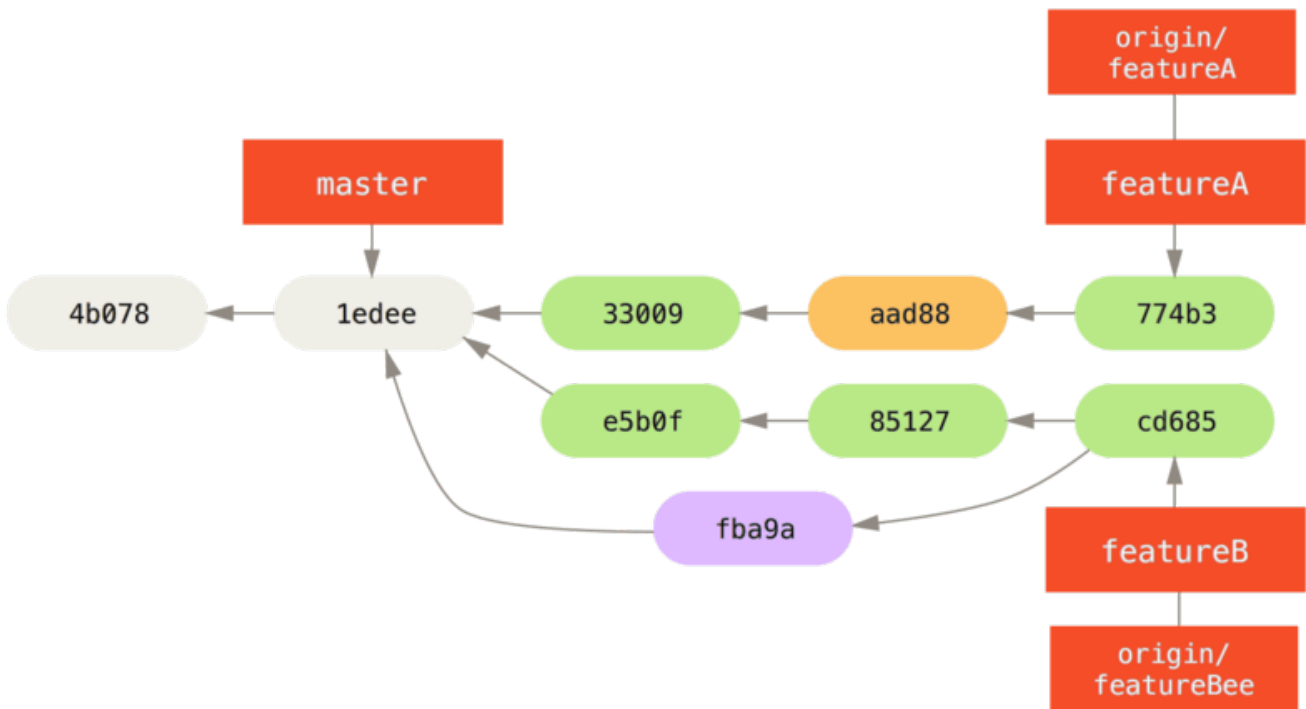 origin/
featureA
master
featureA
4b078
1edee
33009
aad88
774b3
e5b0f
85127
cd685
fba9a
featureB
origin/
featureBee